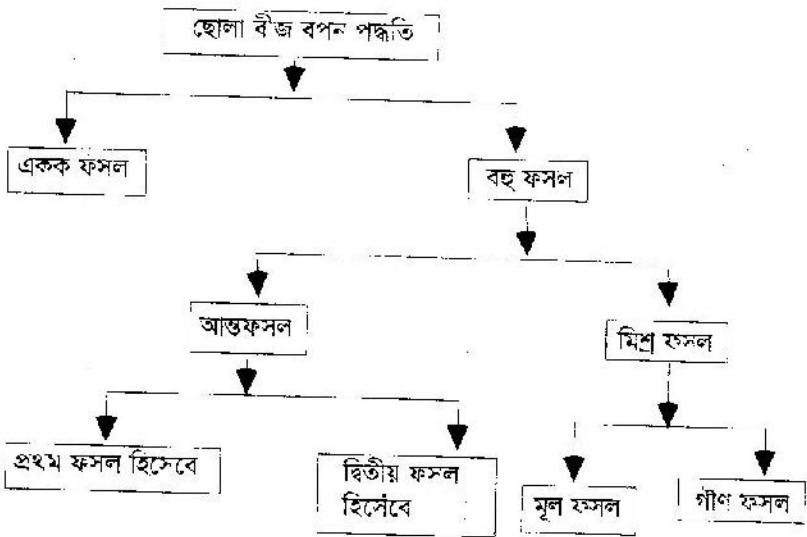 ছোলা বীজ বপন পদ্ধতি
একক ফসল
বহু ফসল
আন্তফসল
মিশ্র ফসল
প্রথম ফসল হিসেবে
দ্বিতীয় ফসল
হিসেবে
মূল ফসল
গৌণ ফসল